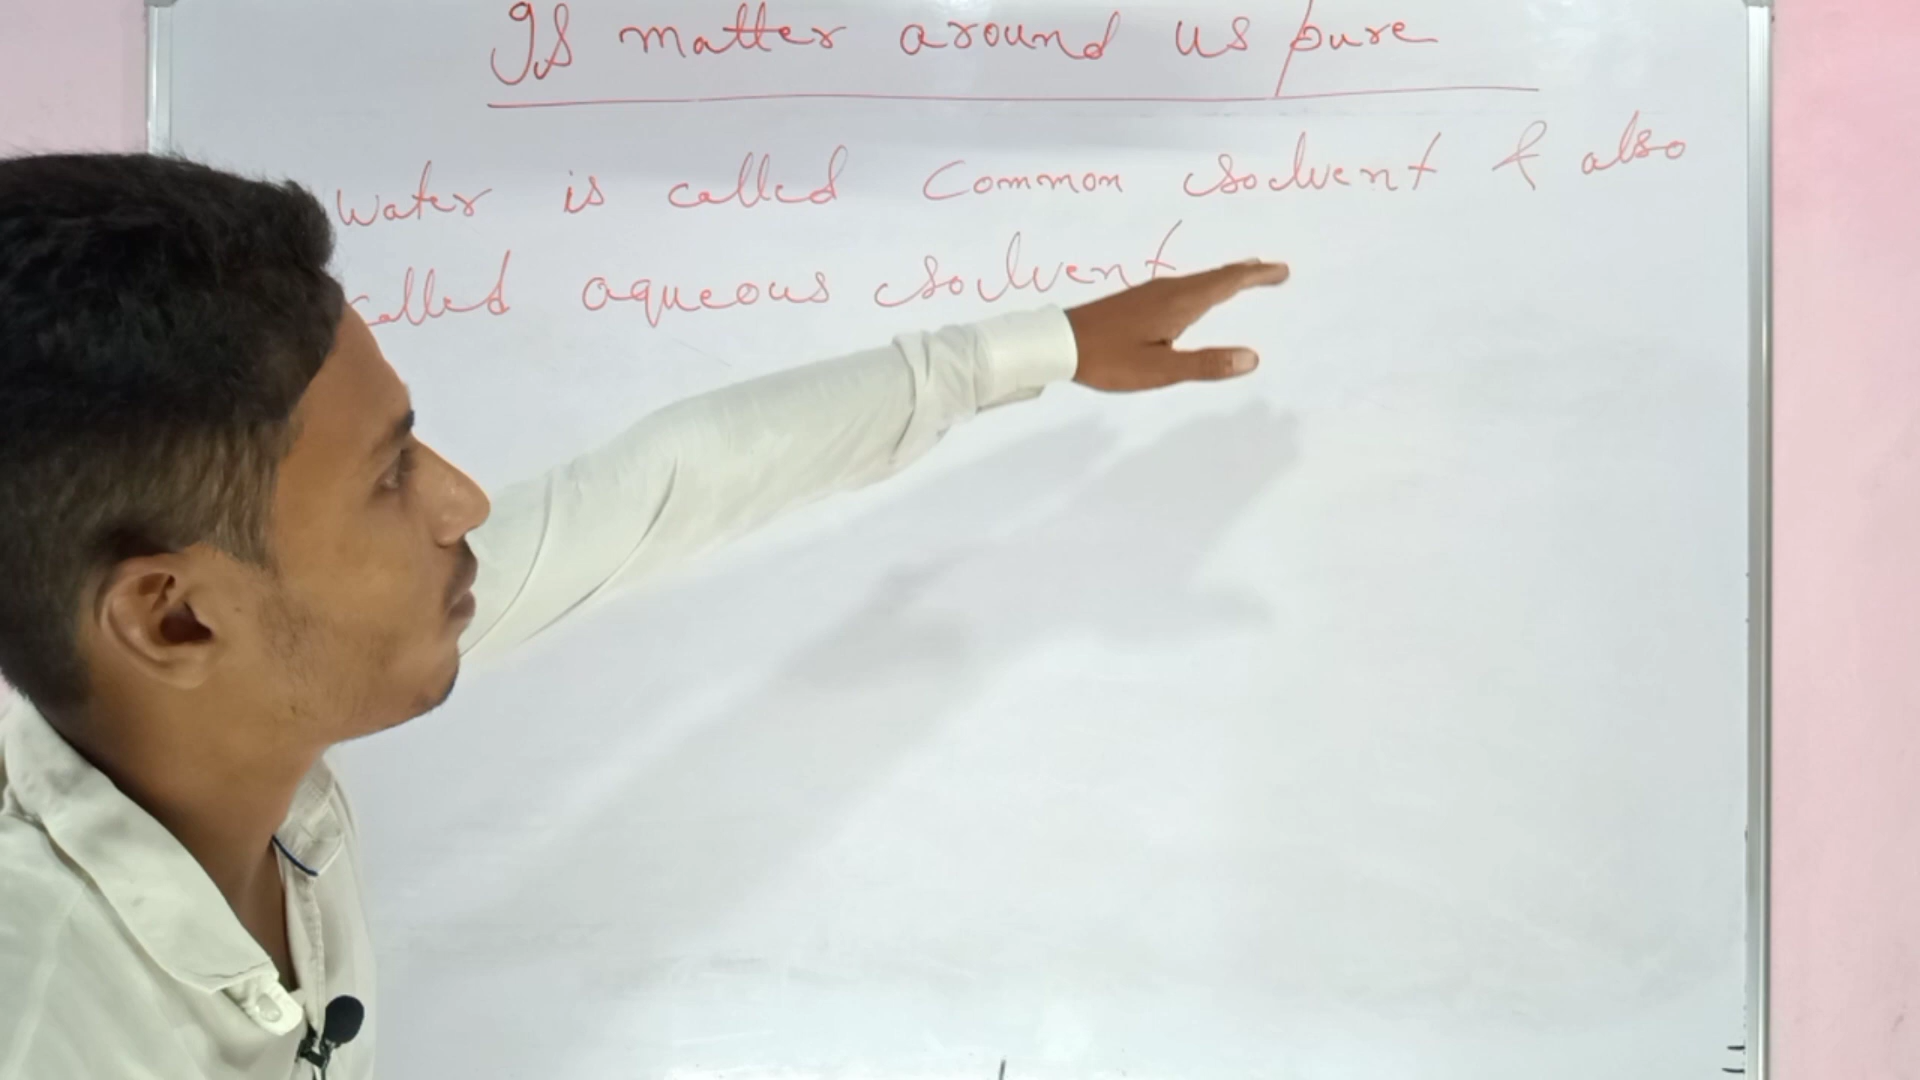 Is matter around us pure
Water is called Common solvent & also
called aqueous solvent